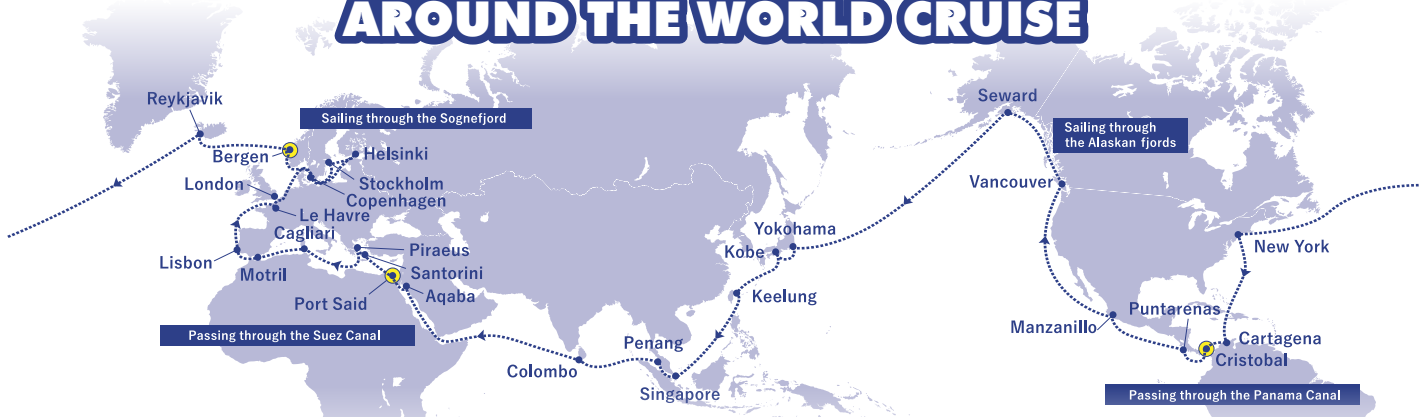 AROUND THE WORLD CRUISE
Reykjavik
Sailing through the Sognefjord
Bergen
Helsinki
London
Stockholm
Copenhagen
Le Havre
Cagliari
Lisbon
Motril
Piraeus
Santorini
Port Said
Aqaba
Passing through the Suez Canal
Colombo
Penang
Singapore
Keelung
Kobe
Yokohama
Seward
Sailing through
the Alaskan fjords
Vancouver
New York
Manzanillo
Puntarenas
Cartagena
Cristobal
Passing through the Panama Canal